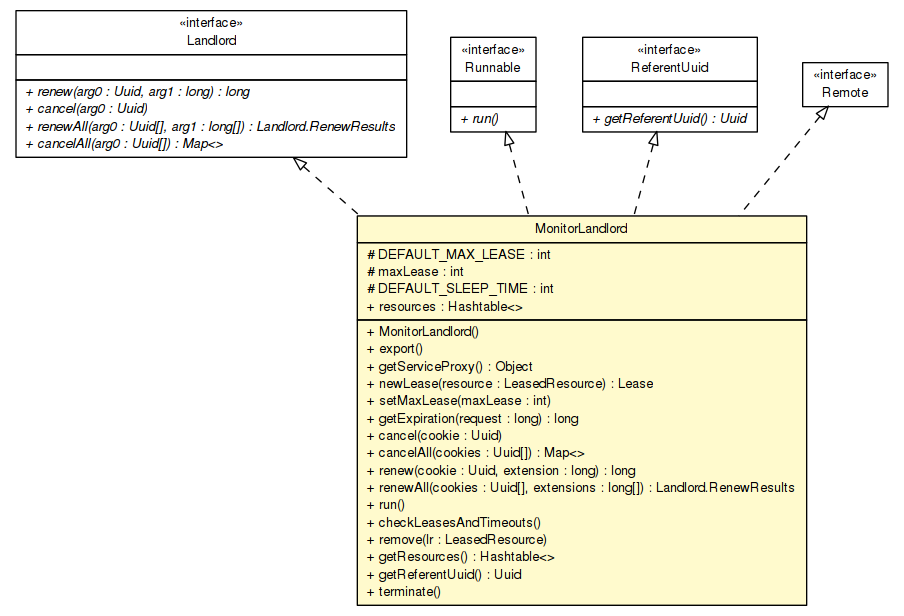 «interface»
Landlord
+ renew(arg0 : Uuid, arg1 : long) : long
+ cancel(arg0 : Uuid)
+ renewAll(arg0 : Uuid[], arg1 : long[]) : Landlord.RenewResults
+ cancelAll(arg0 : Uuid[]) : Map<>
«interface»
Runnable
+ run()
«interface»
ReferentUuid
+ getReferentUuid() : Uuid
«interface»
Remote
MonitorLandlord
# DEFAULT_MAX_LEASE : int
# maxLease : int
# DEFAULT_SLEEP_TIME : int
+ resources : Hashtable<>
+ MonitorLandlord()
+ export()
+ getServiceProxy() : Object
+ newLease(resource : LeasedResource) : Lease
+ setMaxLease(maxLease : int)
+ getExpiration(request : long) : long
+ cancel(cookie : Uuid)
+ cancelAll(cookies : Uuid[]) : Map<>
+ renew(cookie : Uuid, extension : long) : long
+ renewAll(cookies : Uuid[], extensions : long[]) : Landlord.RenewResults
+ run()
+ checkLeasesAndTimeouts()
+ remove(lr : LeasedResource)
+ getResources() : Hashtable<>
+ getReferentUuid() : Uuid
+ terminate()